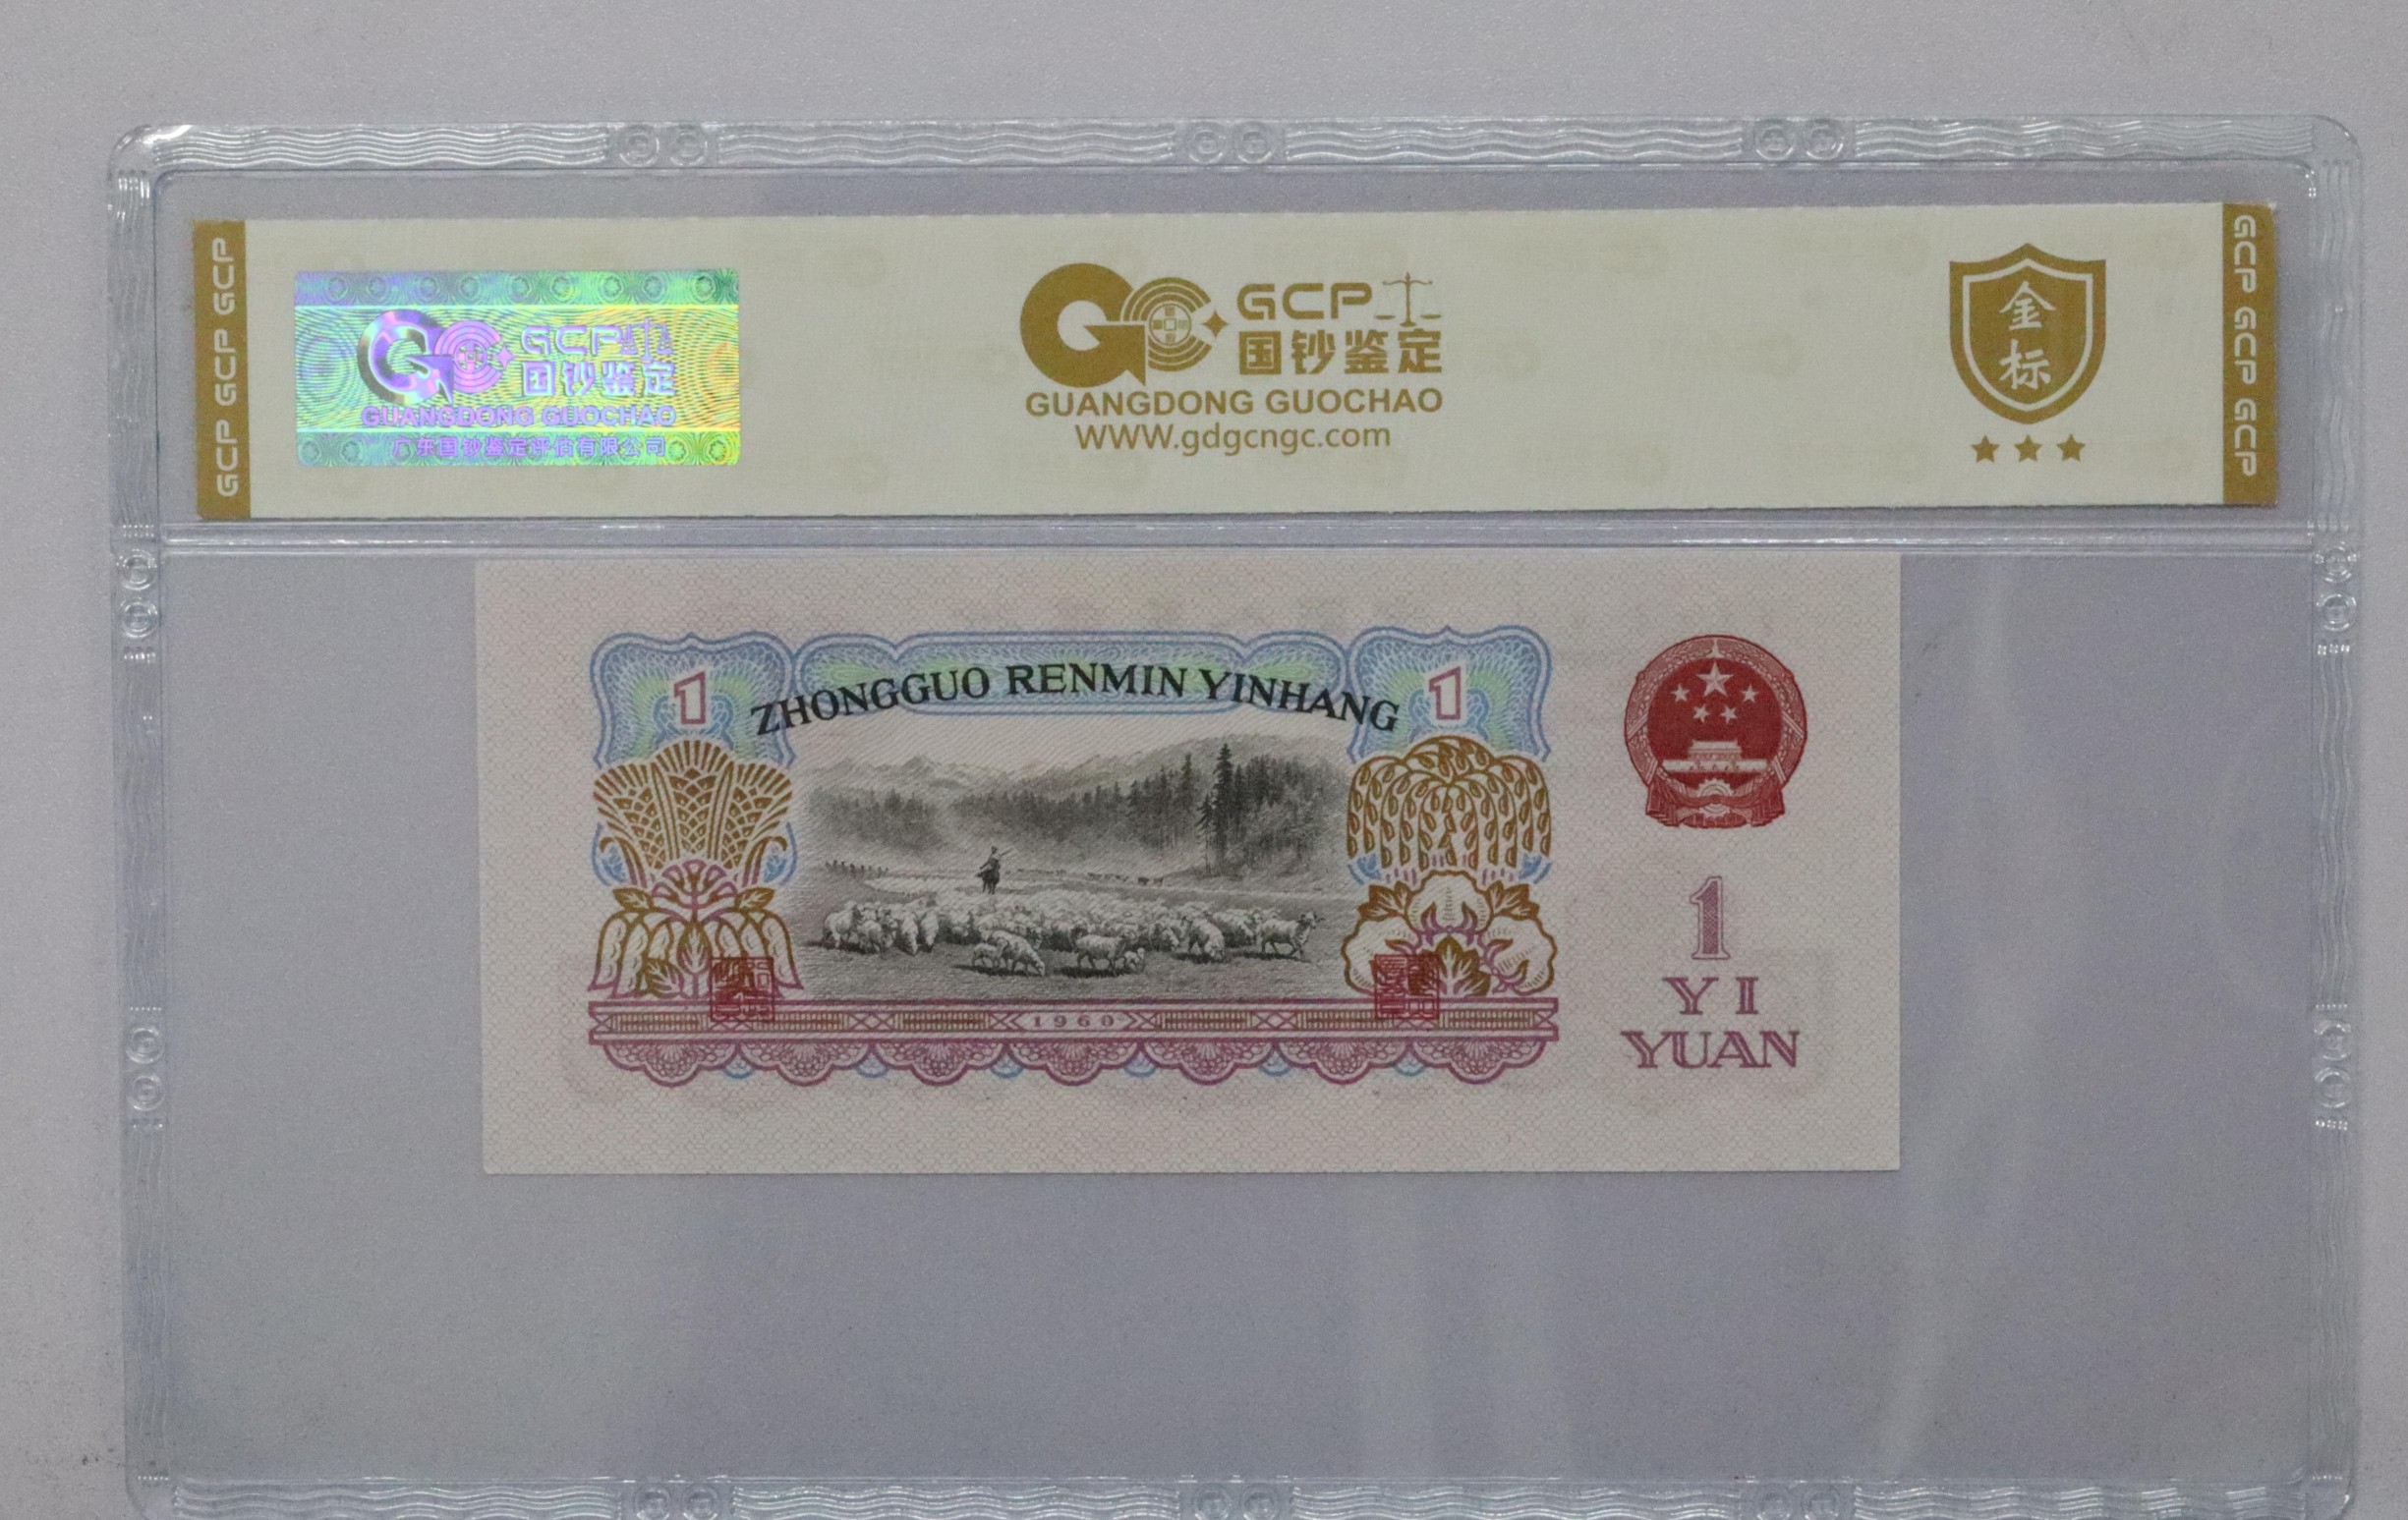 GCP GCP GCP
GCP 国钞鉴定
GUANGDONG GUOCHAO
广东国钞鉴定评估有限公司
GCP
国钞鉴定
GUANGDONG GUOCHAO
WWW.gdgcngc.com
金
标
GCP GCP GCP
1
ZHONGGUO RENMIN YINHANG
1
1960
1
YI
YUAN